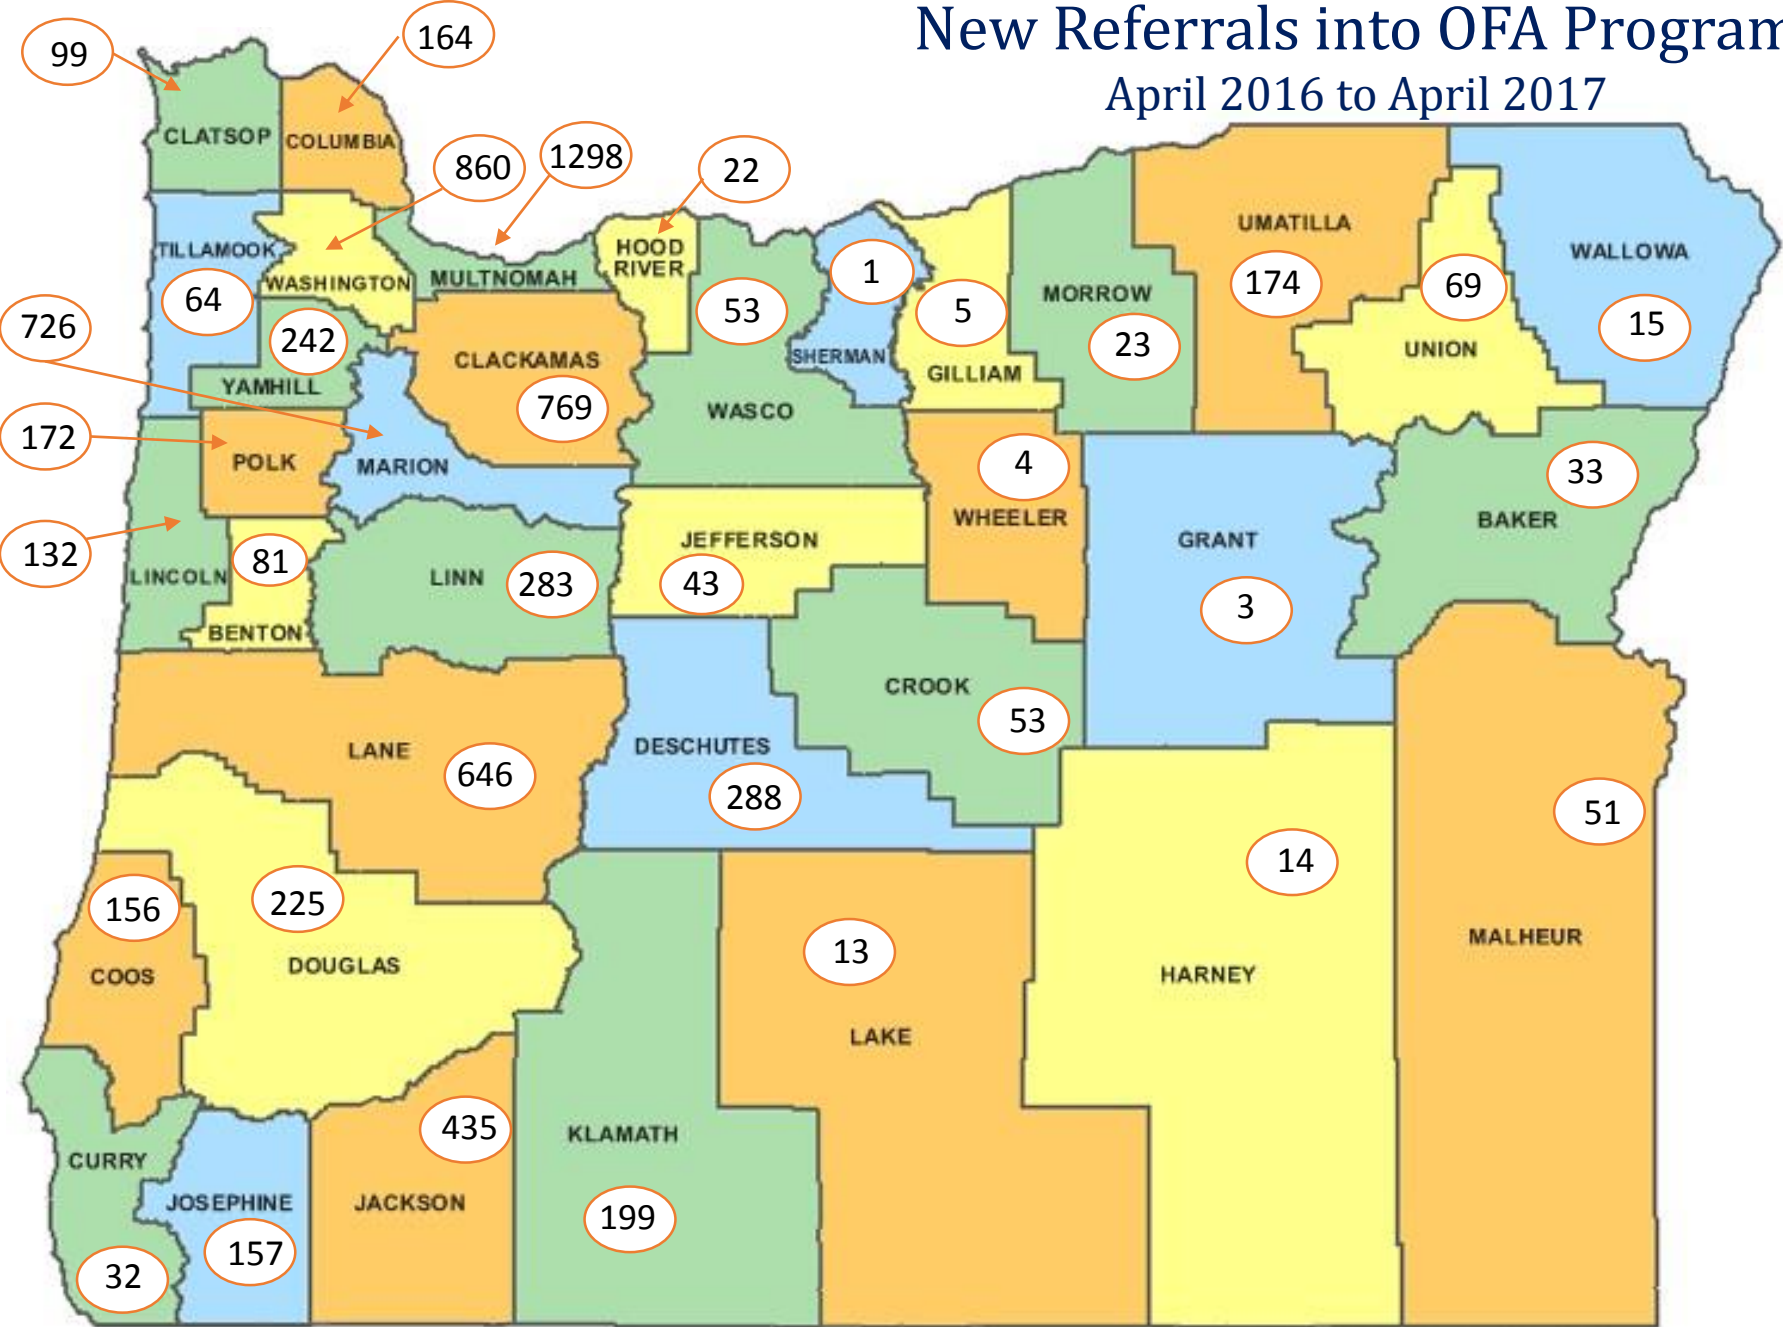 New Referrals into OFA Program
April 2016 to April 2017
99
164
CLATSOP
COLUMBIA
860
1298
22
TILLAMOOK
64
WASHINGTON
MULTNOMAH
HOOD
RIVER
53
1
SHERMAN
5
GILLIAM
MORROW
23
UMATILLA
174
69
UNION
WALLOWA
15
726
242
YAMHILL
CLACKAMAS
769
WASCO
172
POLK
MARION
4
WHEELER
GRANT
3
33
BAKER
132
LINCOLN
81
BENTON
LINN
283
JEFFERSON
43
CROOK
53
LANE
646
DESCHUTES
288
51
MALHEUR
14
HARNEY
156
COOS
225
DOUGLAS
13
LAKE
CURRY
32
JOSEPHINE
157
435
JACKSON
KLAMATH
199